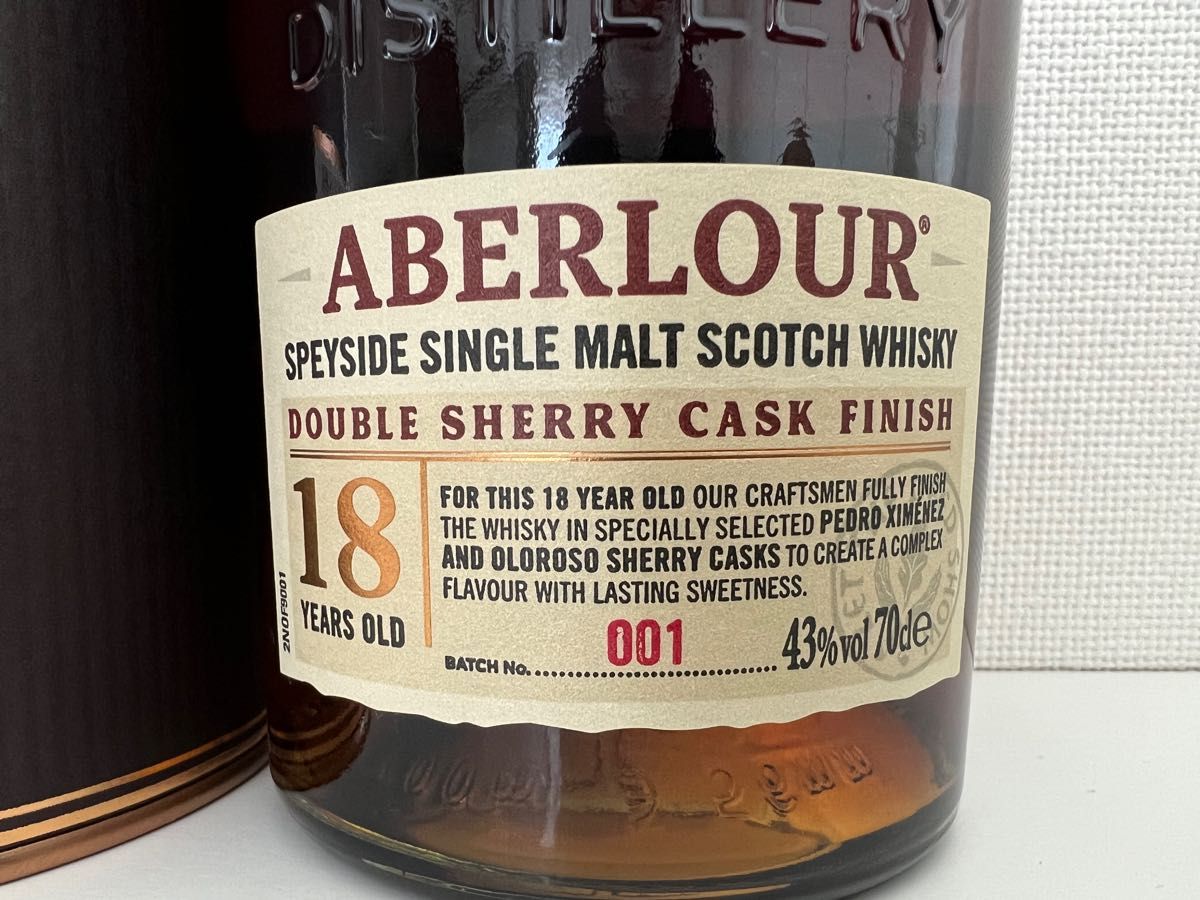 DISTILLERY
ABERLOUR®
SPEYSIDE SINGLE MALT SCOTCH WHISKY
DOUBLE SHERRY CASK FINISH
18
YEARS OLD
FOR THIS 18 YEAR OLD OUR CRAFTSMEN FULLY FINISH
THE WHISKY IN SPECIALLY SELECTED PEDRO XIMÉNEZ
AND OLOROSO SHERRY CASKS TO CREATE A COMPLEX
FLAVOUR WITH LASTING SWEETNESS.
BATCH No. 001
43%vol 70cl e
2NOF9001